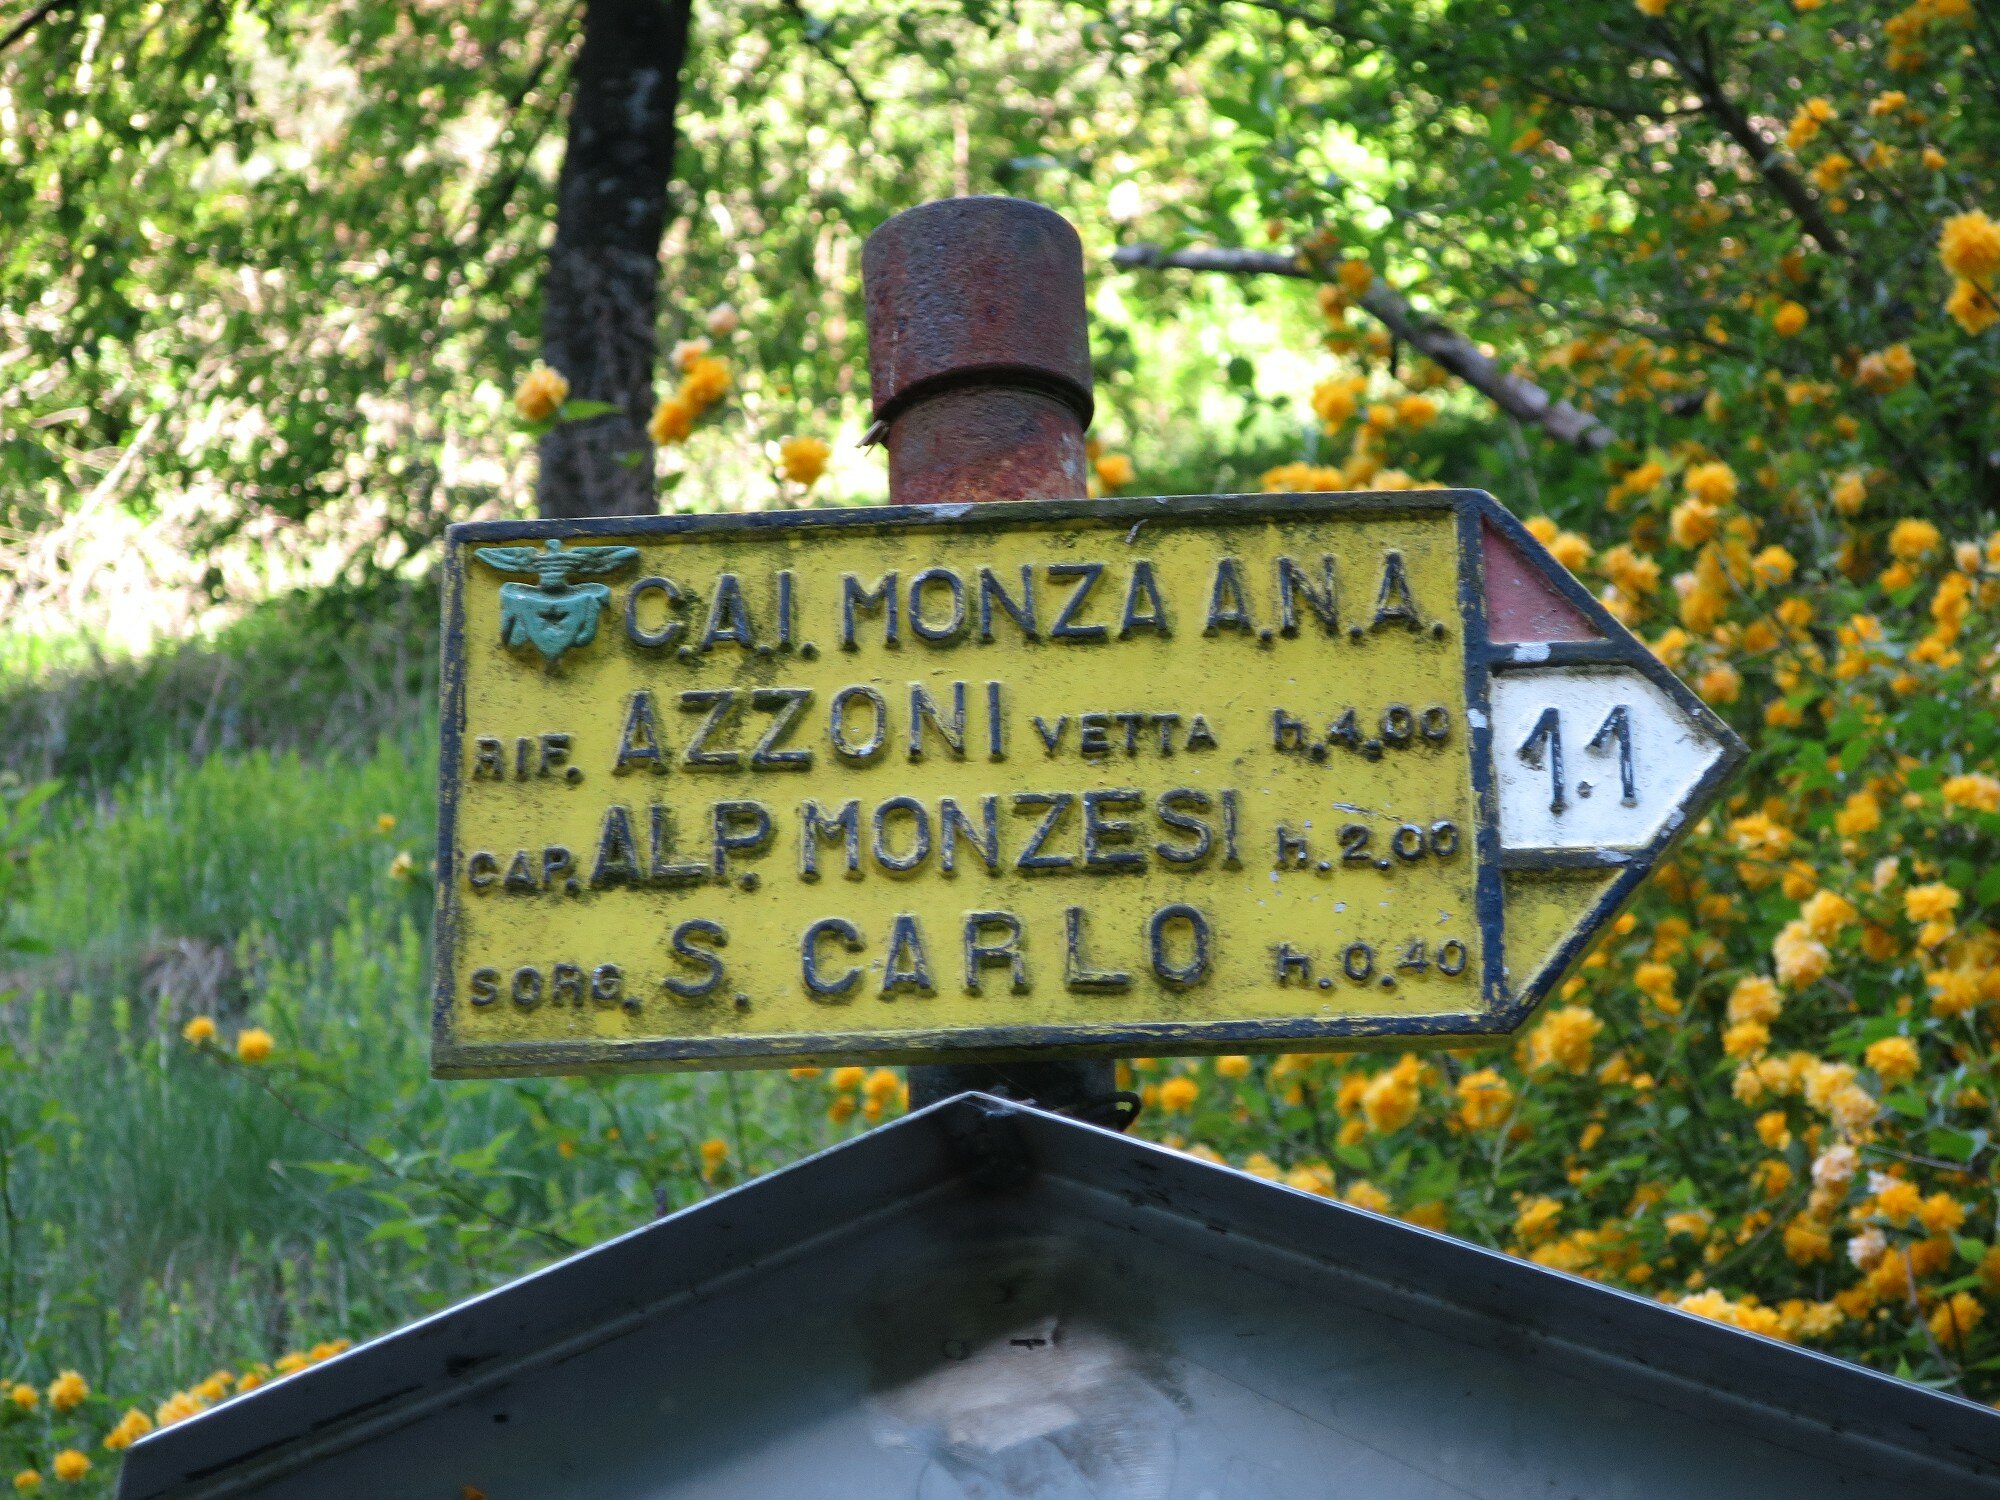 C.A.I. MONZA A.N.A.
RIF. AZZONI VETTA h.4.00
CAP. ALP. MONZESI h.2.00
SORG. S. CARLO h.0.40
11